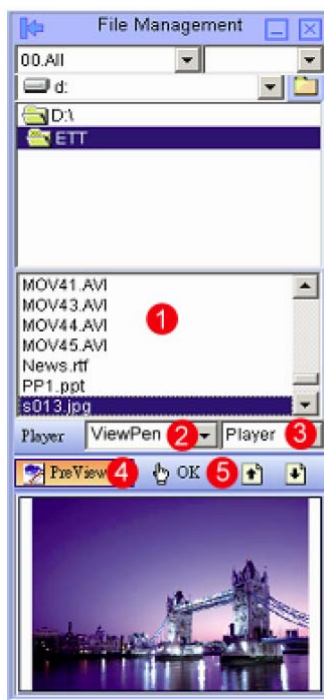 File Management
00.All
d:
D:\
ETT
MOV41.AVI
MOV43.AVI
MOV44.AVI
MOV45.AVI
News.rtf
PP1.ppt
s013.jpg
1
Player ViewPen 2 Player 3
PreView 4 OK 5